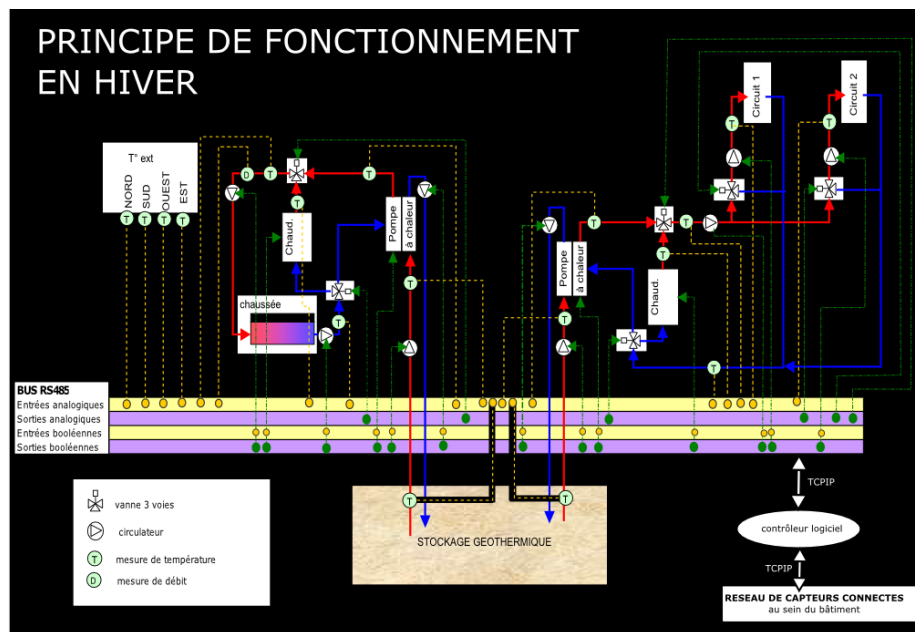 PRINCIPE DE FONCTIONNEMENT
EN HIVER
T° ext
NORD
SUD
OUEST
EST
T
T
T
T
D
T
T
T
Chaud.
Pompe
à chaleur
T
chaussée
T
Circuit 1
Circuit 2
T
T
T
T
T
Pompe
à chaleur
Chaud.
T
T
BUS RS485
Entrées analogiques
Sorties analogiques
Entrées booléennes
Sorties booléennes
T
T
STOCKAGE GEOTHERMIQUE
vanne 3 voies
circulateur
T mesure de température
D mesure de débit
TCPIP
contrôleur logiciel
TCPIP
RESEAU DE CAPTEURS CONNECTES
au sein du bâtiment